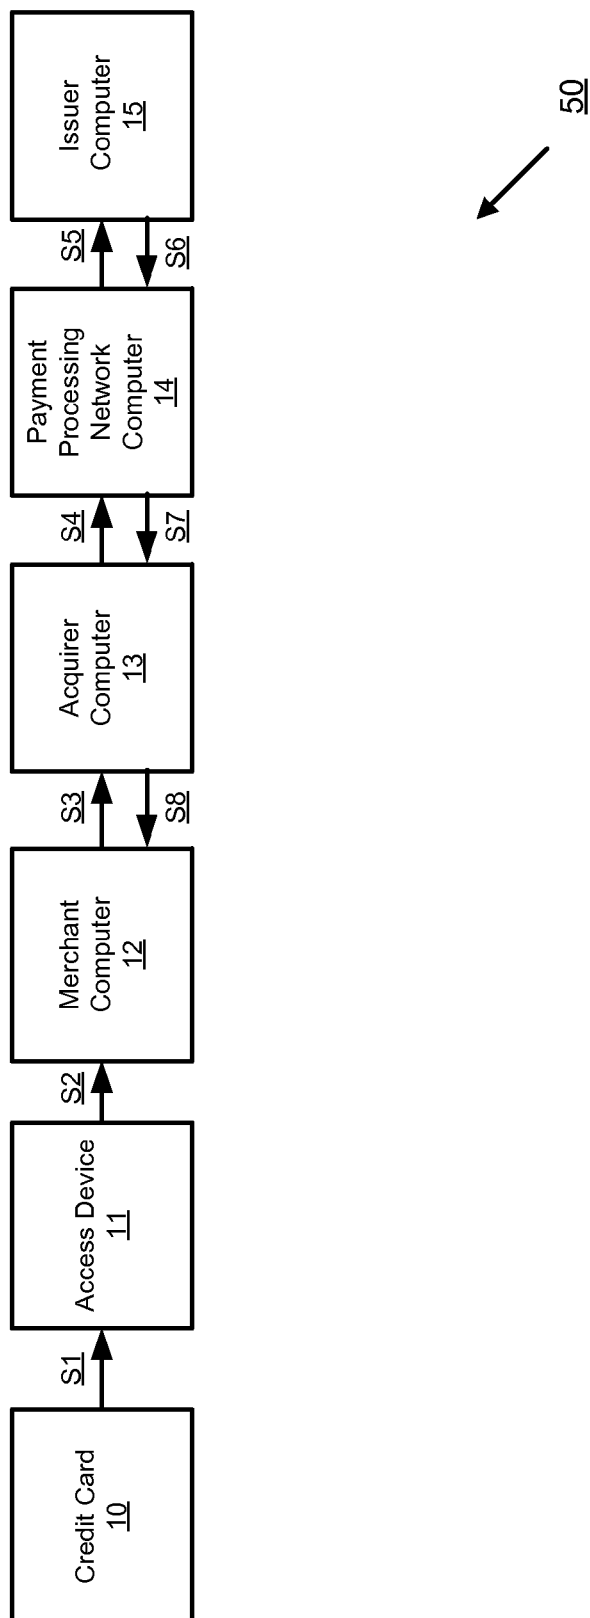 50
Credit Card
10
S1
Access Device
11
S2
Merchant
Computer
12
S3
S8
Acquirer
Computer
13
S4
S7
Payment
Processing
Network
Computer
14
S5
S6
Issuer
Computer
15